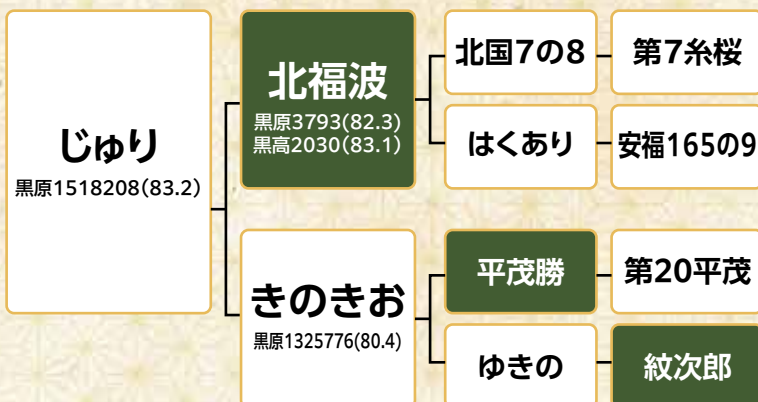 じゅり
黒原1518208(83.2)
北福波
黒原3793(82.3)
黒高2030(83.1)
きのきお
黒原1325776(80.4)
北国7の8
第7糸桜
はくあり
安福165の9
平茂勝
第20平茂
ゆきの
紋次郎